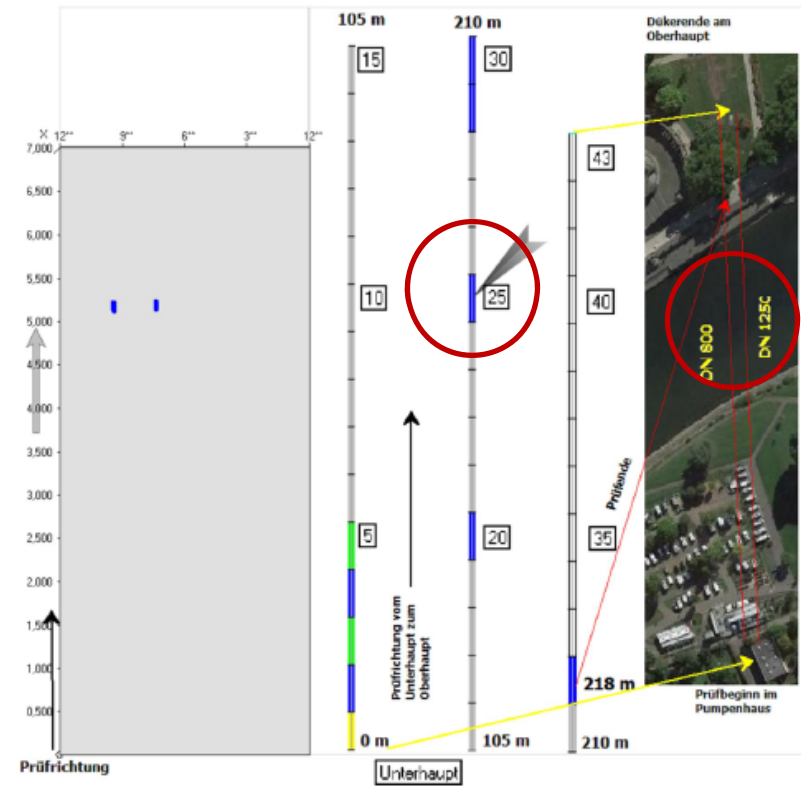 105 m
210 m
Dükerende am
Oberhaupt
15
30
43
X 12°° 9°° 6°° 3°° 12°°
7,000
6,500
6,000
5,500
5,000
4,500
4,000
3,500
3,000
2,500
2,000
1,500
1,000
0,500
10
25
40
DN 800
DN 1250
5
20
35
Prüfende
Prüfrichtung vom
Unterhaupt zum
Oberhaupt
218 m
Prüfbeginn im
Pumpenhaus
0 m
105 m
210 m
Prüfrichtung
Unterhaupt